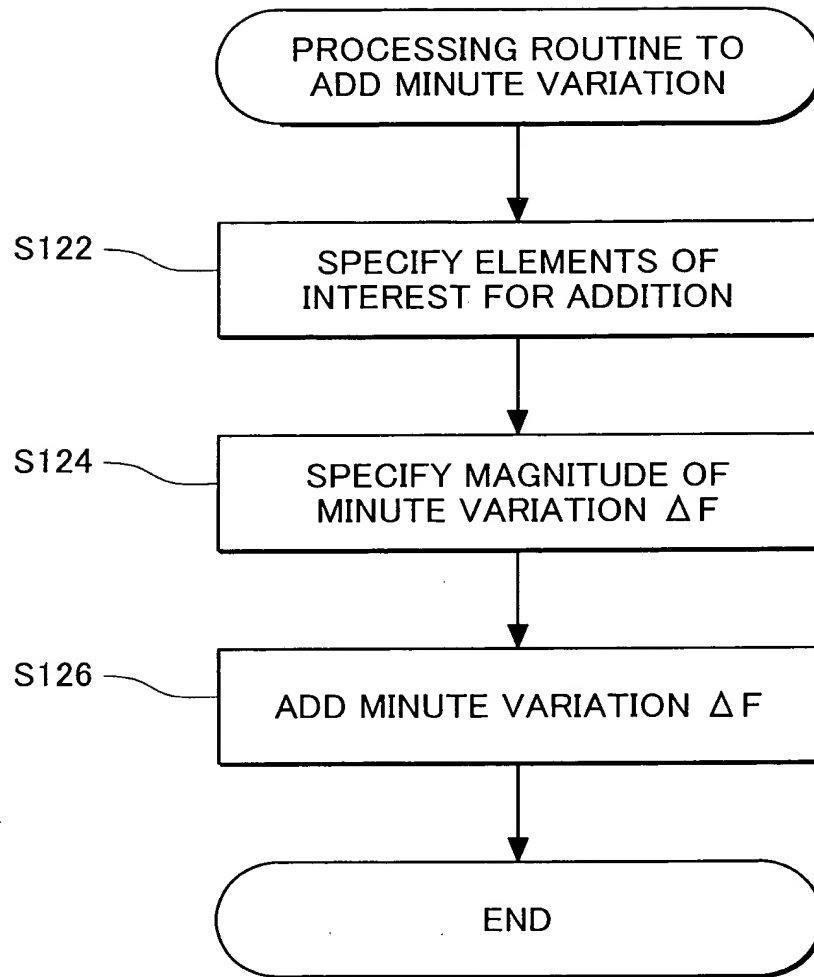 PROCESSING ROUTINE TO
ADD MINUTE VARIATION
S122
SPECIFY ELEMENTS OF
INTEREST FOR ADDITION
S124
SPECIFY MAGNITUDE OF
MINUTE VARIATION ΔF
S126
ADD MINUTE VARIATION ΔF
END